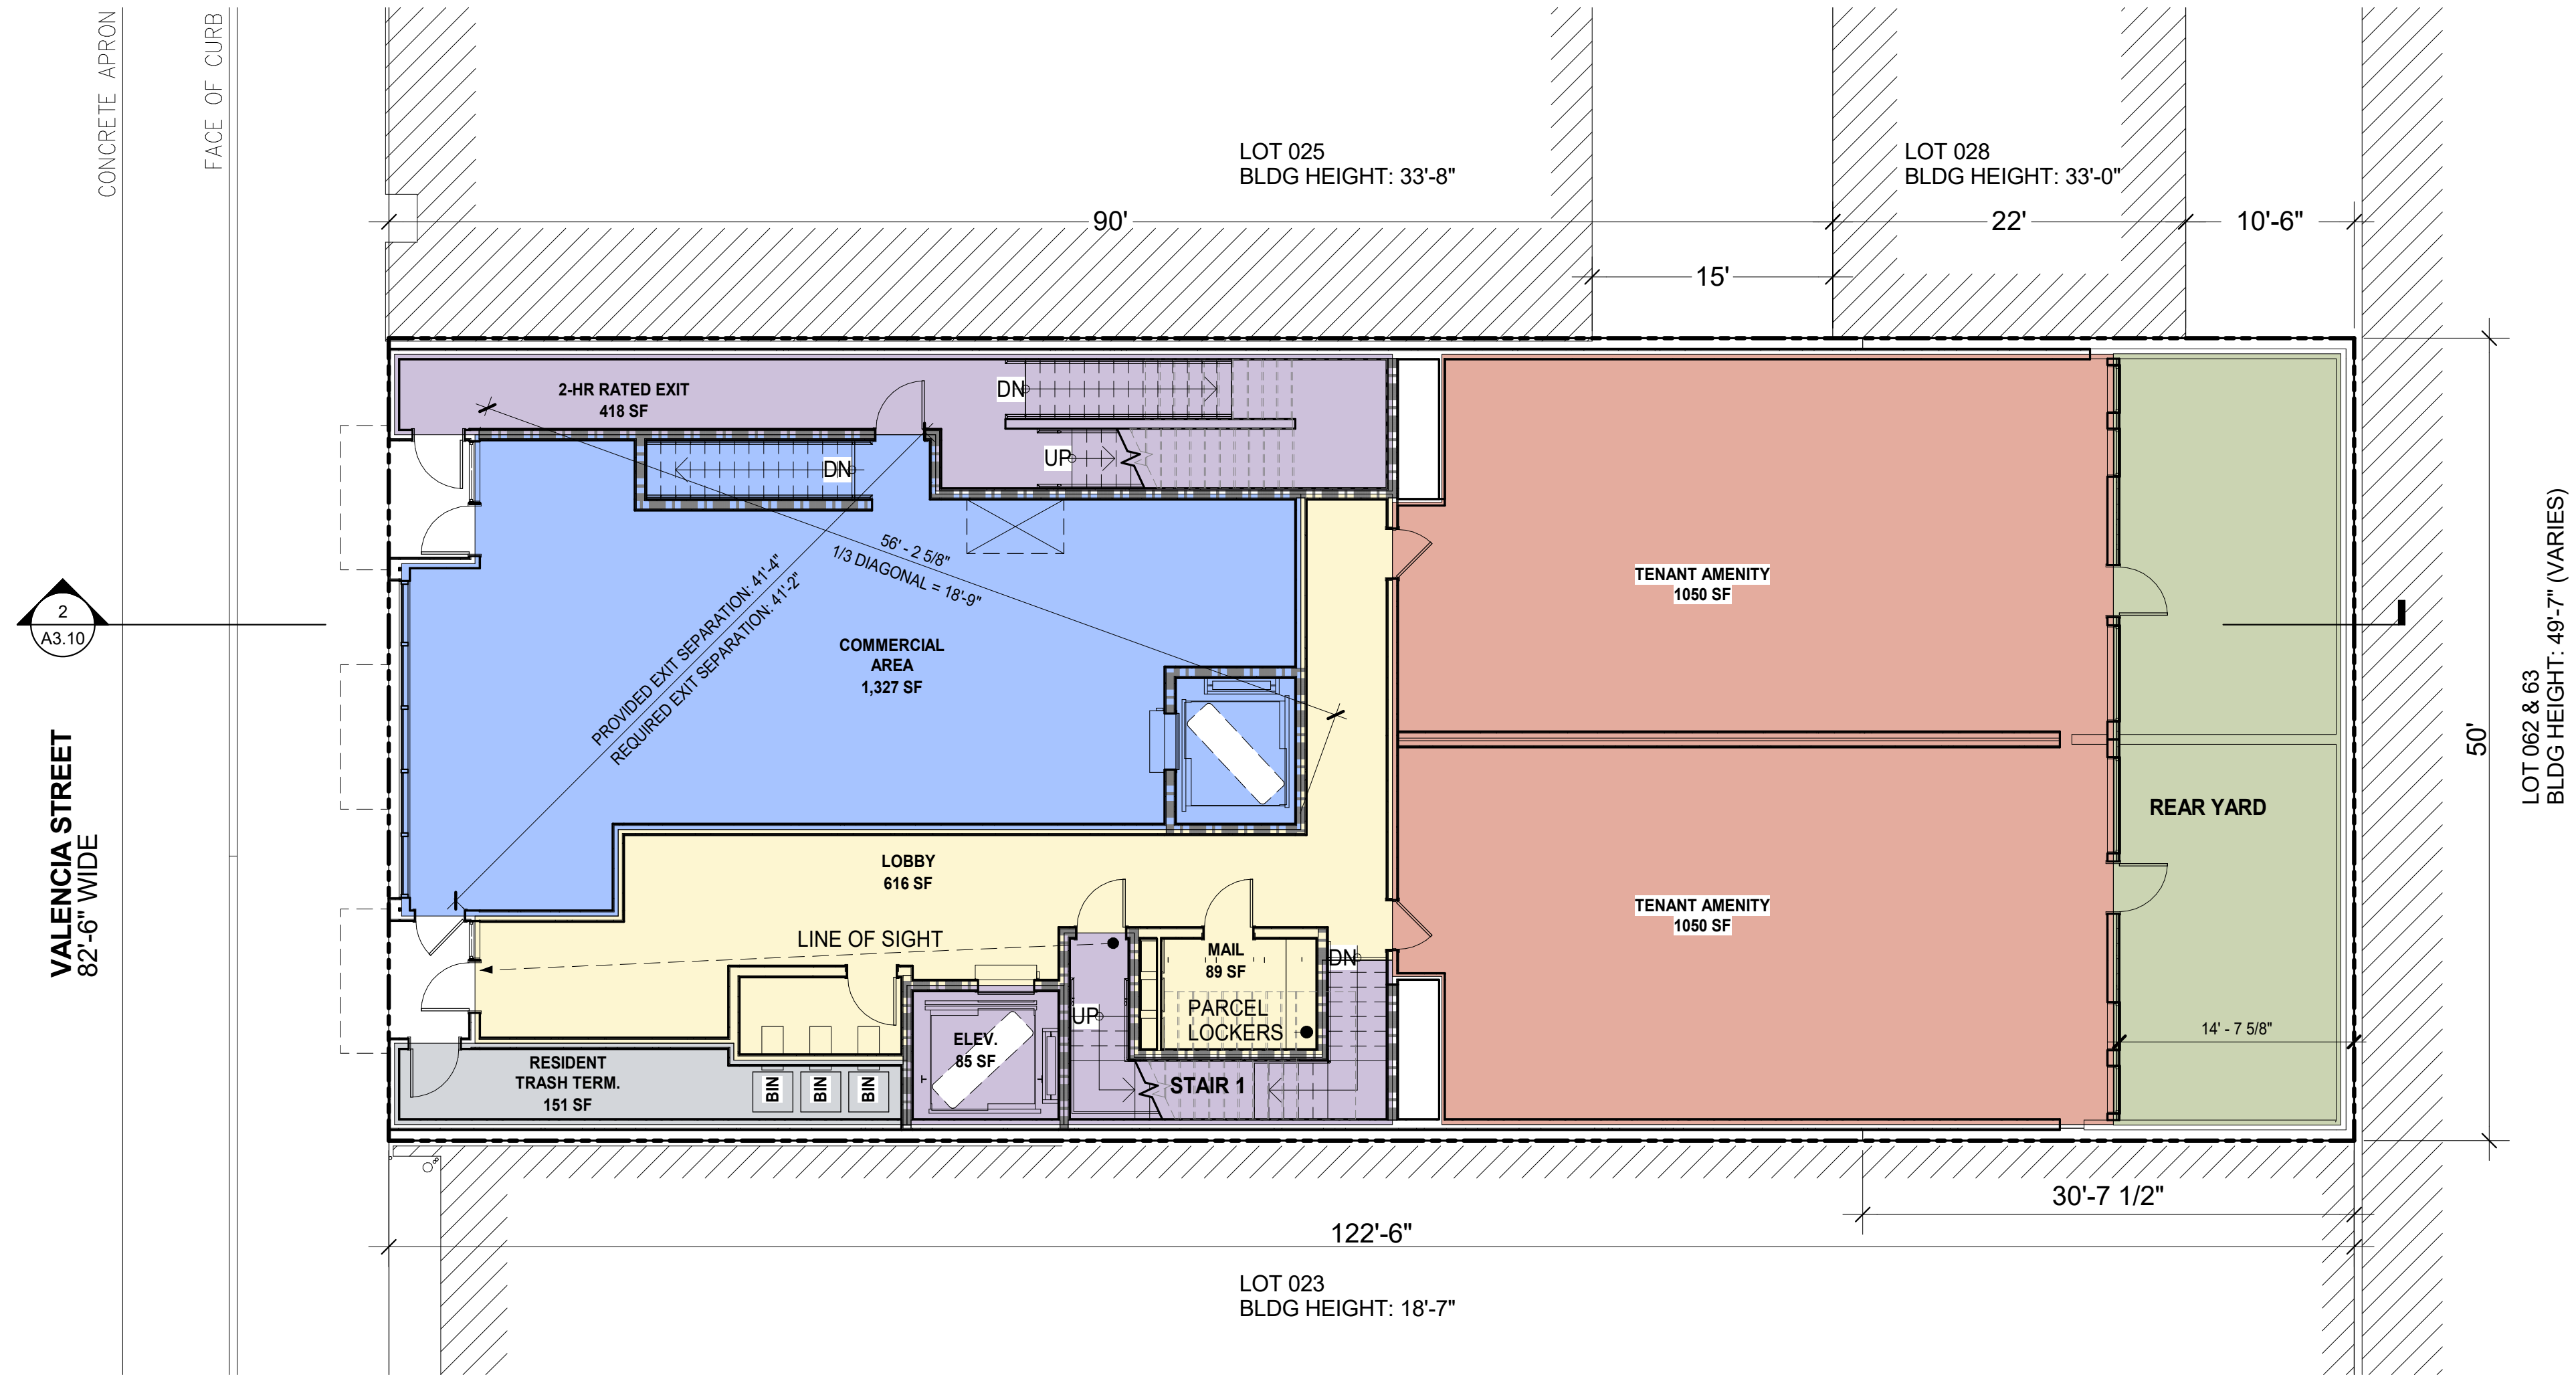 CONCRETE APRON
FACE OF CURB
LOT 025
BLDG HEIGHT: 33'-8"
LOT 028
BLDG HEIGHT: 33'-0"
90'
22'
10'-6"
15'
2-HR RATED EXIT
418 SF
DN
UP
DN
56' - 2 5/8"
1/3 DIAGONAL = 18'-9"
PROVIDED EXIT SEPARATION: 41'-4"
REQUIRED EXIT SEPARATION: 41'-2"
COMMERCIAL
AREA
1,327 SF
TENANT AMENITY
1050 SF
2
A3.10
VALENCIA STREET
82'-6" WIDE
LOT 062 & 63
BLDG HEIGHT: 49'-7" (VARIES)
50'
REAR YARD
LOBBY
616 SF
TENANT AMENITY
1050 SF
LINE OF SIGHT
MAIL
89 SF
DN
PARCEL
LOCKERS
UP
ELEV.
85 SF
STAIR 1
RESIDENT
TRASH TERM.
151 SF
BIN
BIN
BIN
14' - 7 5/8"
30'-7 1/2"
122'-6"
LOT 023
BLDG HEIGHT: 18'-7"